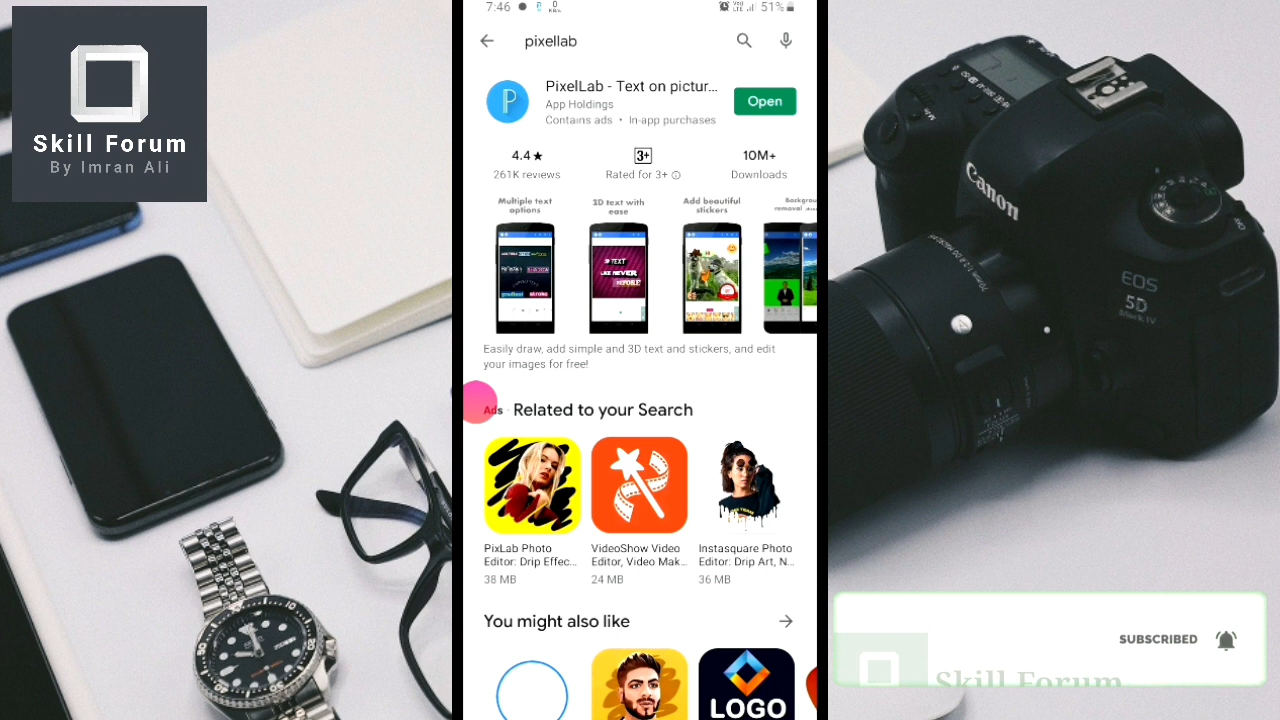 Skill Forum
By Imran Ali
7:46
51%
pixellab
PixelLab - Text on pictur...
App Holdings
Contains ads • In-app purchases
Open
4.4★
261K reviews
3+
Rated for 3+
10M+
Downloads
Multiple text
options
3D text with
ease
Add beautiful
stickers
Easily draw, add simple and 3D text and stickers, and edit
your images for free!
Ads · Related to your Search
PixLab Photo
Editor: Drip Effec...
38 MB
VideoShow Video
Editor, Video Mak...
24 MB
Instasquare Photo
Editor: Drip Art, N...
36 MB
You might also like
LOGO
Canon
EOS
5D
Mark IV
SUBSCRIBED
Skill Forum